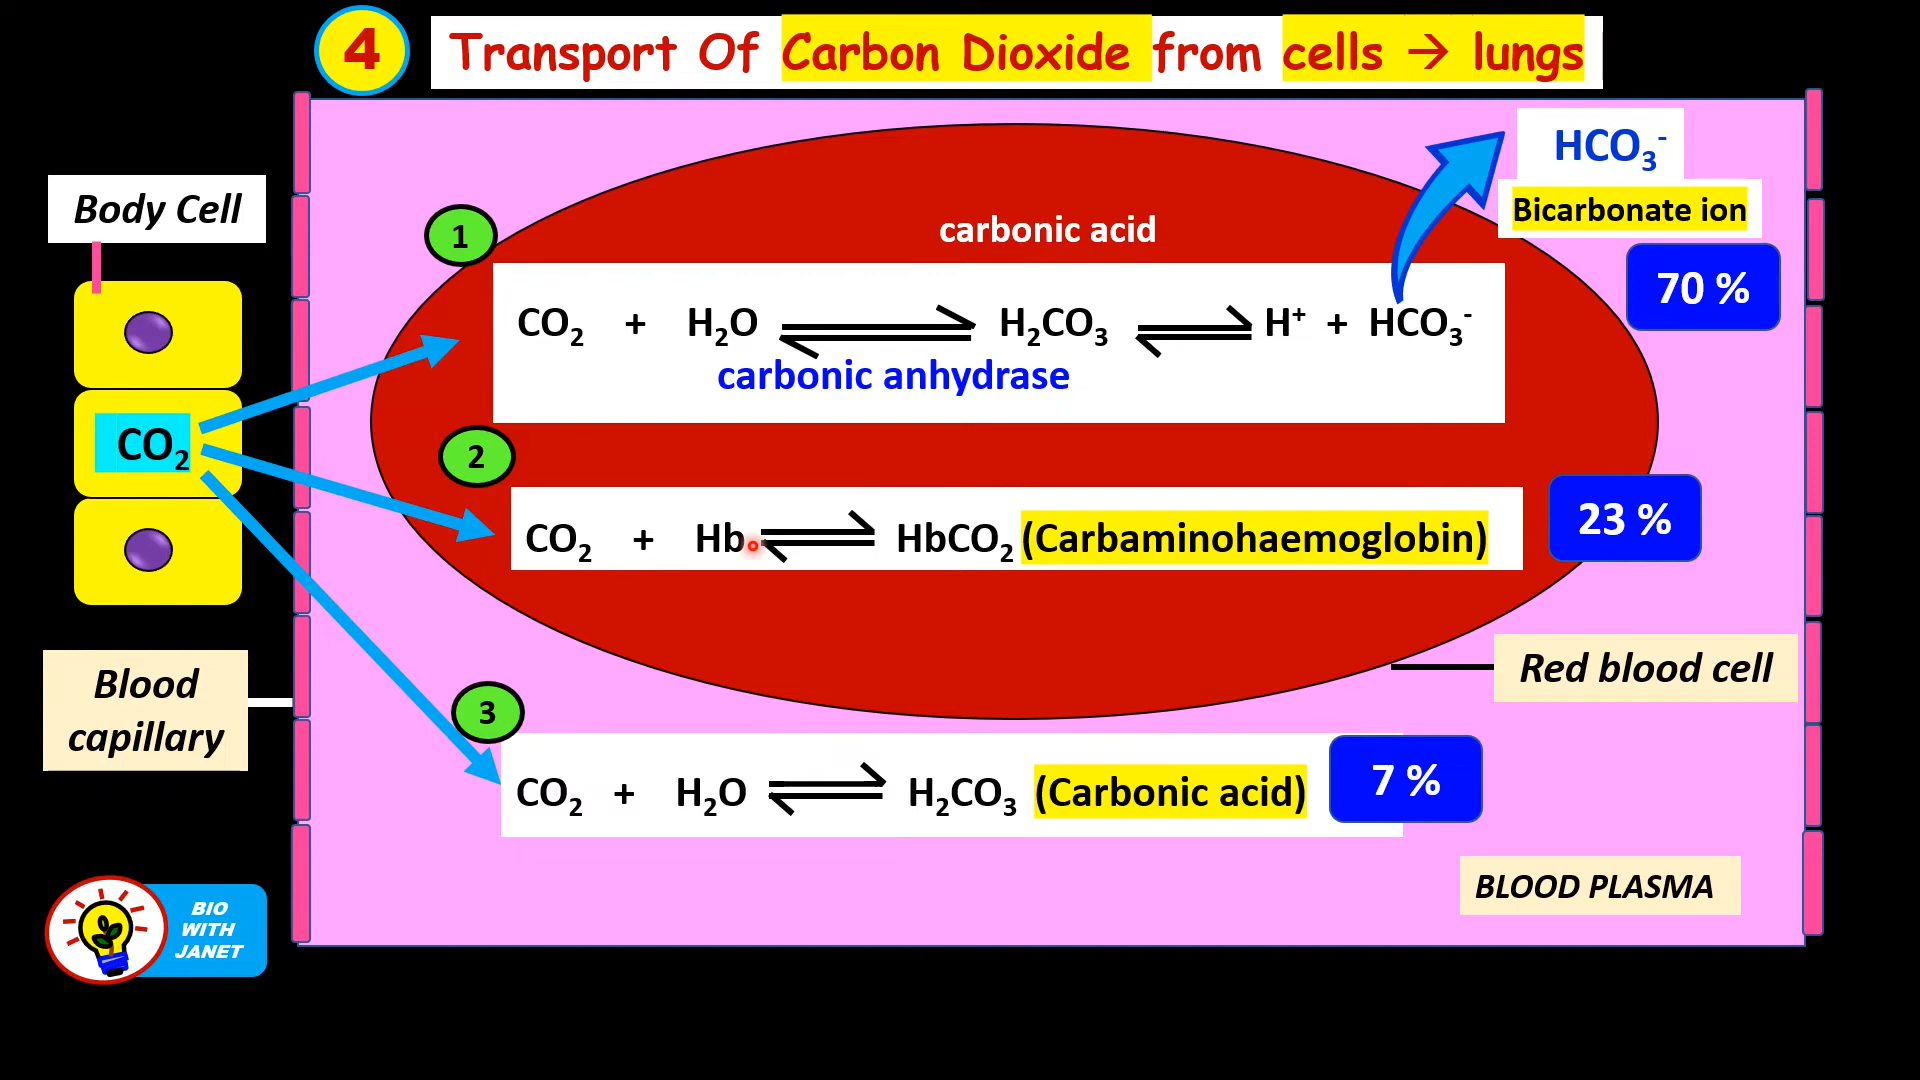 4
Transport Of Carbon Dioxide from cells → lungs
HCO₃⁻
Bicarbonate ion
70 %
Body Cell
1
carbonic acid
CO₂ + H₂O ⇌ H₂CO₃ ⇌ H⁺ + HCO₃⁻
carbonic anhydrase
CO₂
2
CO₂ + Hb ⇌ HbCO₂ (Carbaminohaemoglobin)
23 %
Red blood cell
Blood
capillary
3
CO₂ + H₂O ⇌ H₂CO₃ (Carbonic acid)
7 %
BLOOD PLASMA
BIO
WITH
JANET